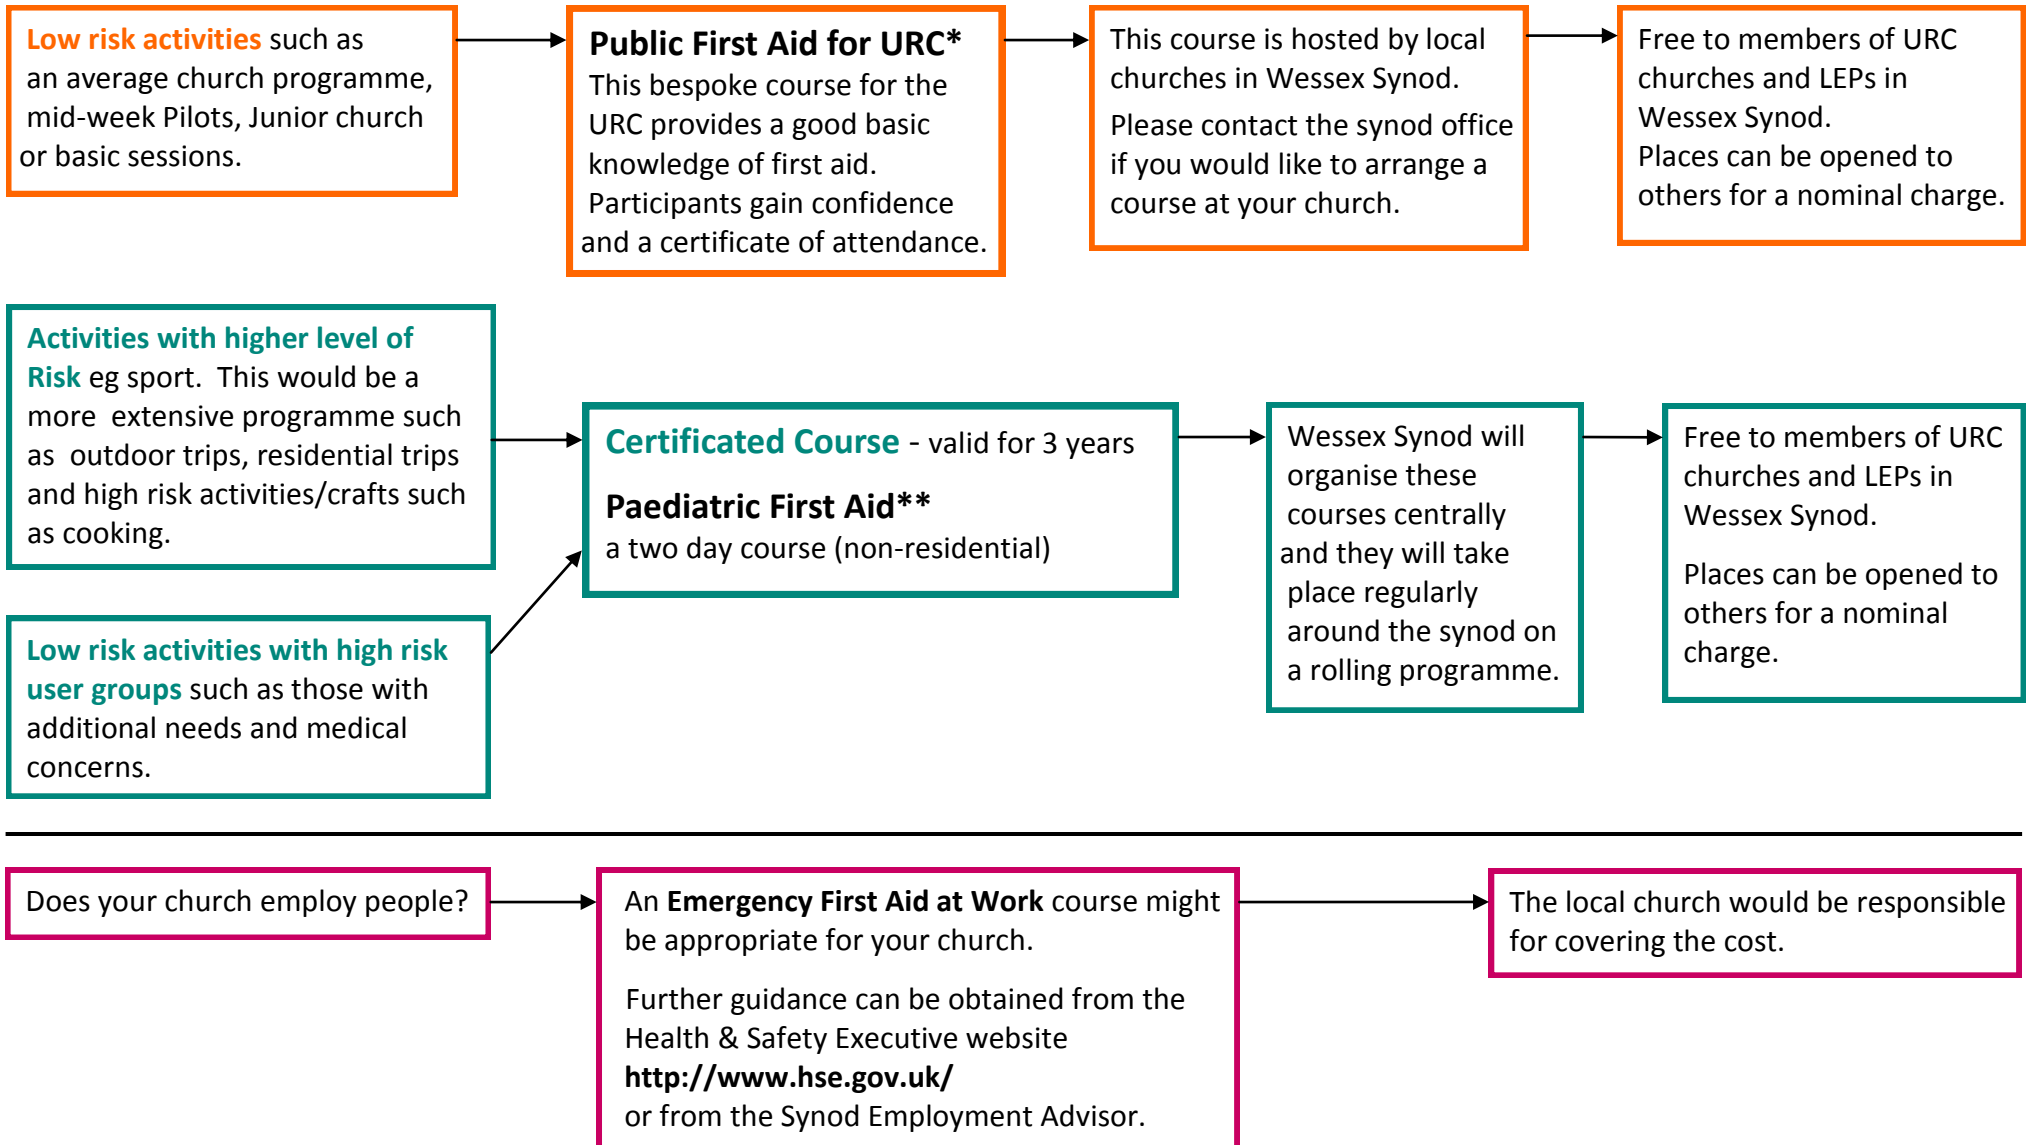 Low risk activities such as
an average church programme,
mid-week Pilots, Junior church
or basic sessions.
Public First Aid for URC*
This bespoke course for the
URC provides a good basic
knowledge of first aid.
Participants gain confidence
and a certificate of attendance.
This course is hosted by local
churches in Wessex Synod.
Please contact the synod office
if you would like to arrange a
course at your church.
Free to members of URC
churches and LEPs in
Wessex Synod.
Places can be opened to
others for a nominal charge.
Activities with higher level of
Risk eg sport.  This would be a
more  extensive programme such
as  outdoor trips, residential trips
and high risk activities/crafts such
as cooking.
Low risk activities with high risk
user groups such as those with
additional needs and medical
concerns.
Certificated Course - valid for 3 years
Paediatric First Aid**
a two day course (non-residential)
Wessex Synod will
organise these
courses centrally
and they will take
place regularly
around the synod on
a rolling programme.
Free to members of URC
churches and LEPs in
Wessex Synod.
Places can be opened to
others for a nominal
charge.
Does your church employ people?
An Emergency First Aid at Work course might
be appropriate for your church.
Further guidance can be obtained from the
Health & Safety Executive website
http://www.hse.gov.uk/
or from the Synod Employment Advisor.
The local church would be responsible
for covering the cost.